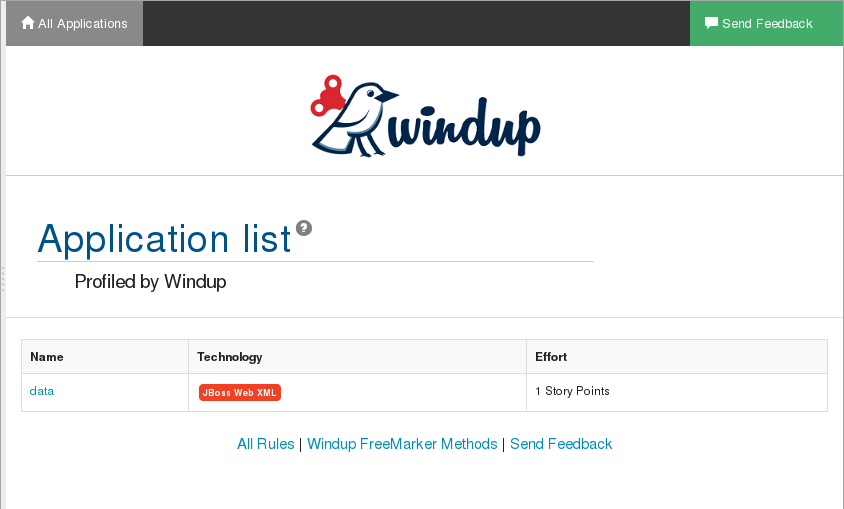 All Applications
Send Feedback
windup
Application list ?
Profiled by Windup
Name Technology Effort
data JBoss Web XML 1 Story Points
All Rules | Windup FreeMarker Methods | Send Feedback